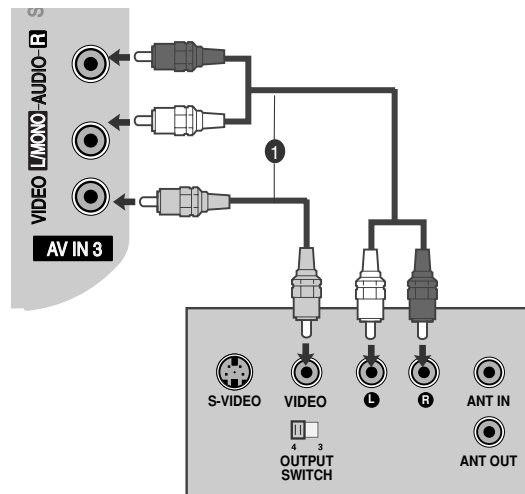 S
VIDEO L/MONO-AUDIO-R
AV IN 3
1
S-VIDEO
VIDEO
L
R
ANT IN
4 3
OUTPUT
SWITCH
ANT OUT